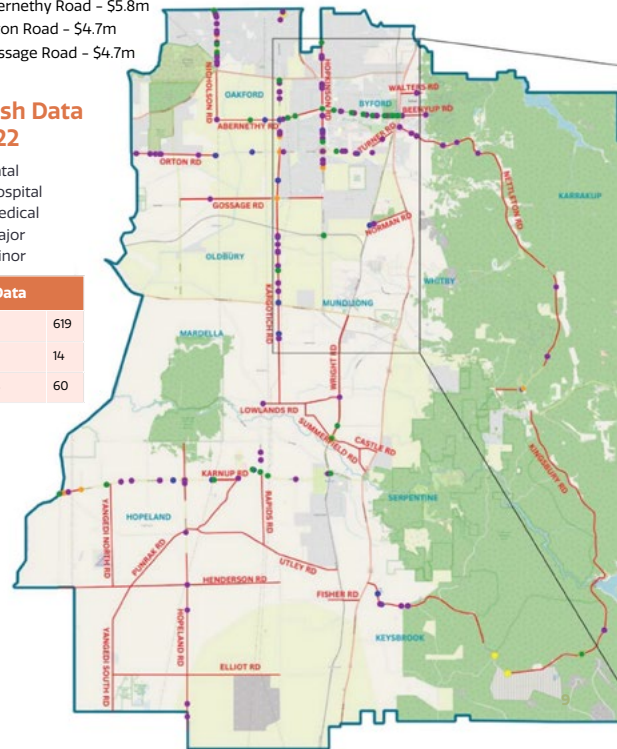 ernethy Road – $5.8m
on Road – $4.7m
ssage Road – $4.7m
sh Data
22
tal
ospital
edical
ajor
inor
Data
619
14
60
NICHOLSON RD
OAKFORD
HOPKINSON RD
WALTERS RD
BYFORD
BEENYUP RD
ABERNETHY RD
TURNER RD
ORTON RD
NETTLETON RD
KARRAKUP
GOSSAGE RD
NORMAN RD
OLDBURY
KARGOTICH RD
WHITBY
MUNDIJONG
MARDELLA
WRIGHT RD
LOWLANDS RD
SUMMERFIELD RD
CASTLE RD
KINGSBURY RD
KARNUP RD
SERPENTINE
YANGEDI NORTH RD
HOPELAND
RAPIDS RD
PUNRAK RD
UTLEY RD
HENDERSON RD
FISHER RD
HOPELAND RD
KEYSBROOK
YANGEDI SOUTH RD
ELLIOT RD
9